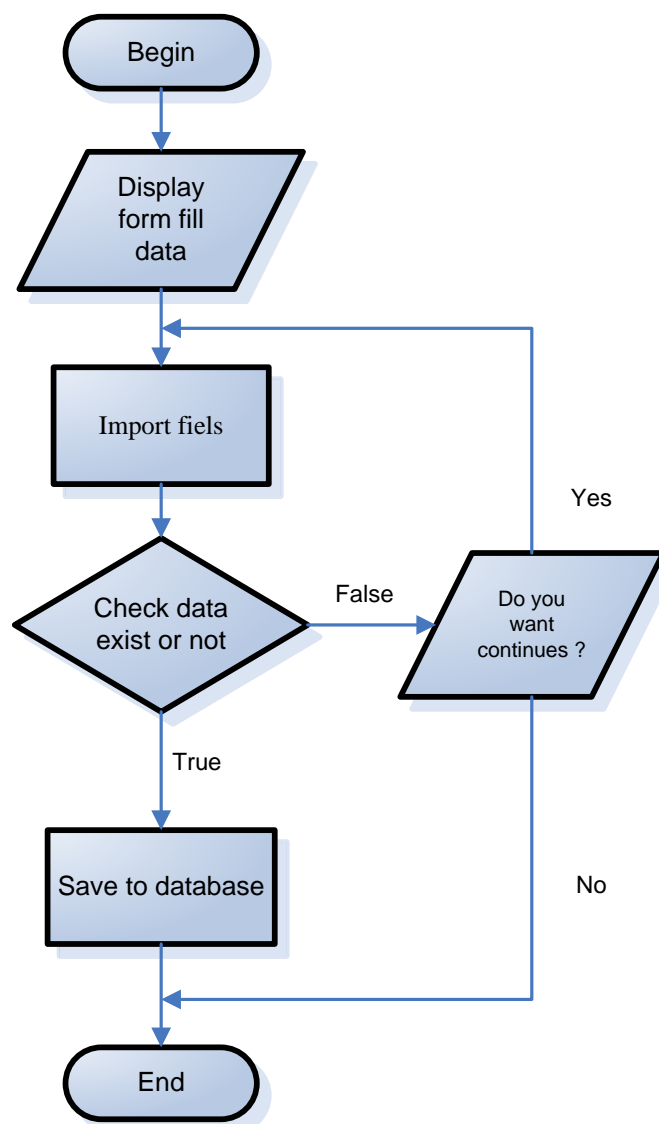 Begin
Display
form fill
data
Import fiels
Yes
Check data
exist or not
False
Do you
want
continues ?
True
Save to database
No
End